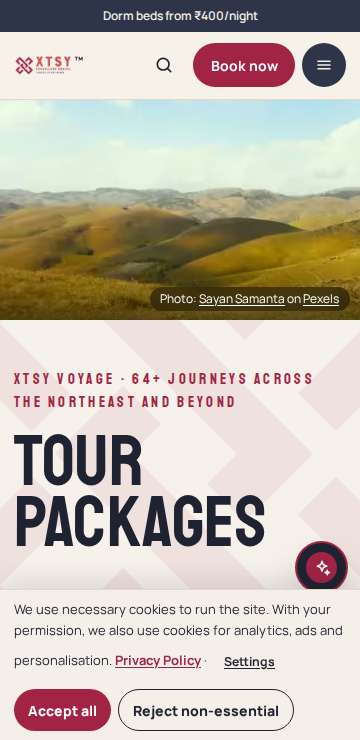 Dorm beds from ₹400/night
XTSY™
Book now
Photo: Sayan Samanta on Pexels
XTSY VOYAGE · 64+ JOURNEYS ACROSS
THE NORTHEAST AND BEYOND
TOUR
PACKAGES
We use necessary cookies to run the site. With your
permission, we also use cookies for analytics, ads and
personalisation. Privacy Policy · Settings
Accept all
Reject non-essential